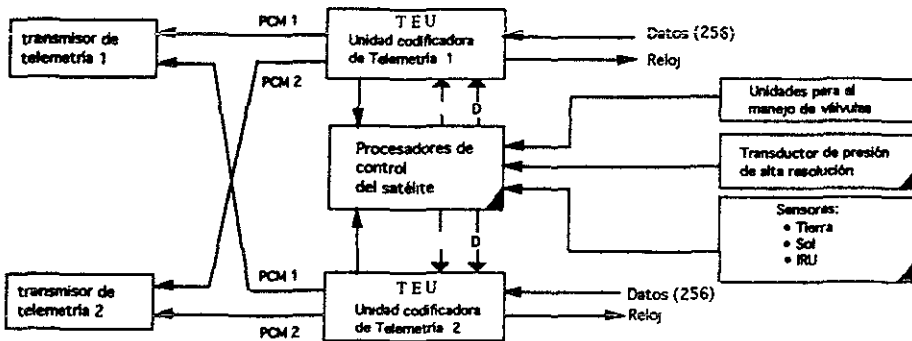 transmisor de
telemetría 1
PCM 1
PCM 2
TEU
Unidad codificadora
de Telemetría 1
Datos (256)
Reloj
D
Unidades para el
manejo de válvulas
Procesadores de
control
del satélite
Transductor de presión
de alta resolución
Sensores:
• Tierra
• Sol
• IRU
D
transmisor de
telemetría 2
PCM 1
PCM 2
TEU
Unidad codificadora
de Telemetría 2
Datos (256)
Reloj